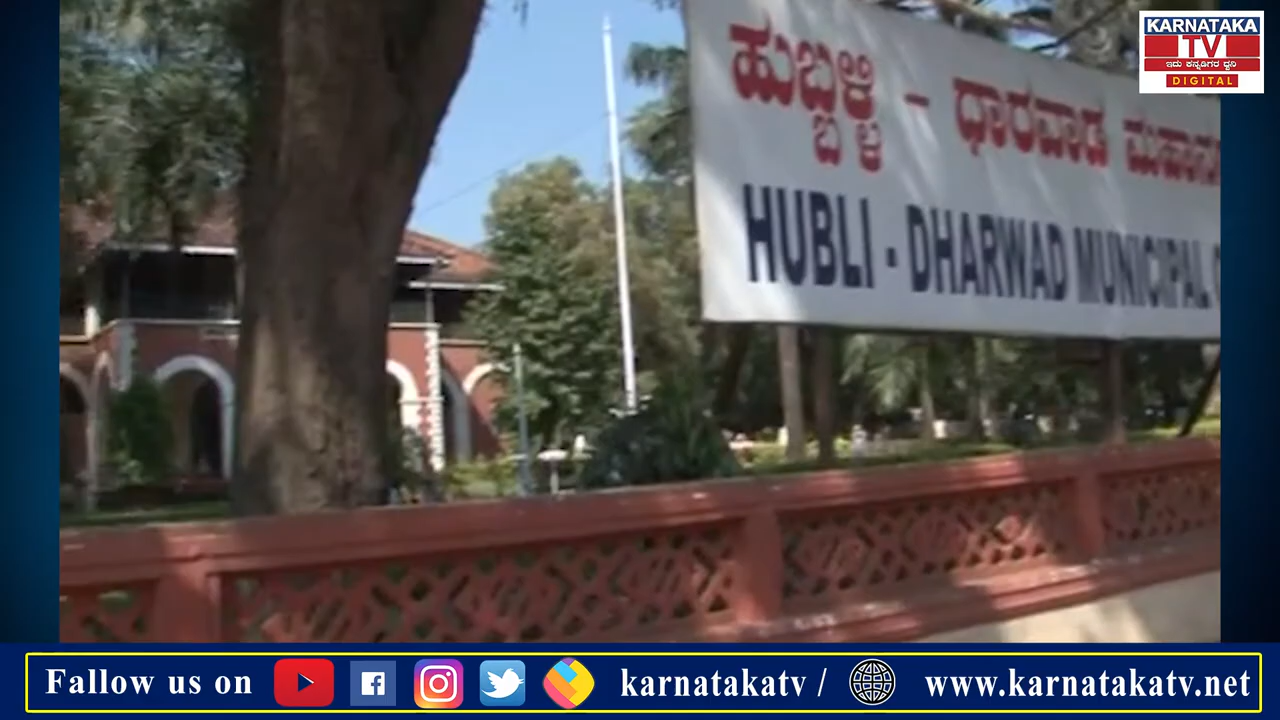 KARNATAKA
TV
ಇದು ಕನ್ನಡಿಗರ ಧ್ವನಿ
DIGITAL
ಹುಬ್ಬಳ್ಳಿ - ಧಾರವಾಡ
HUBLI - DHARWAD MUNICIPAL
Fallow us on
karnatakatv /
www.karnatakatv.net